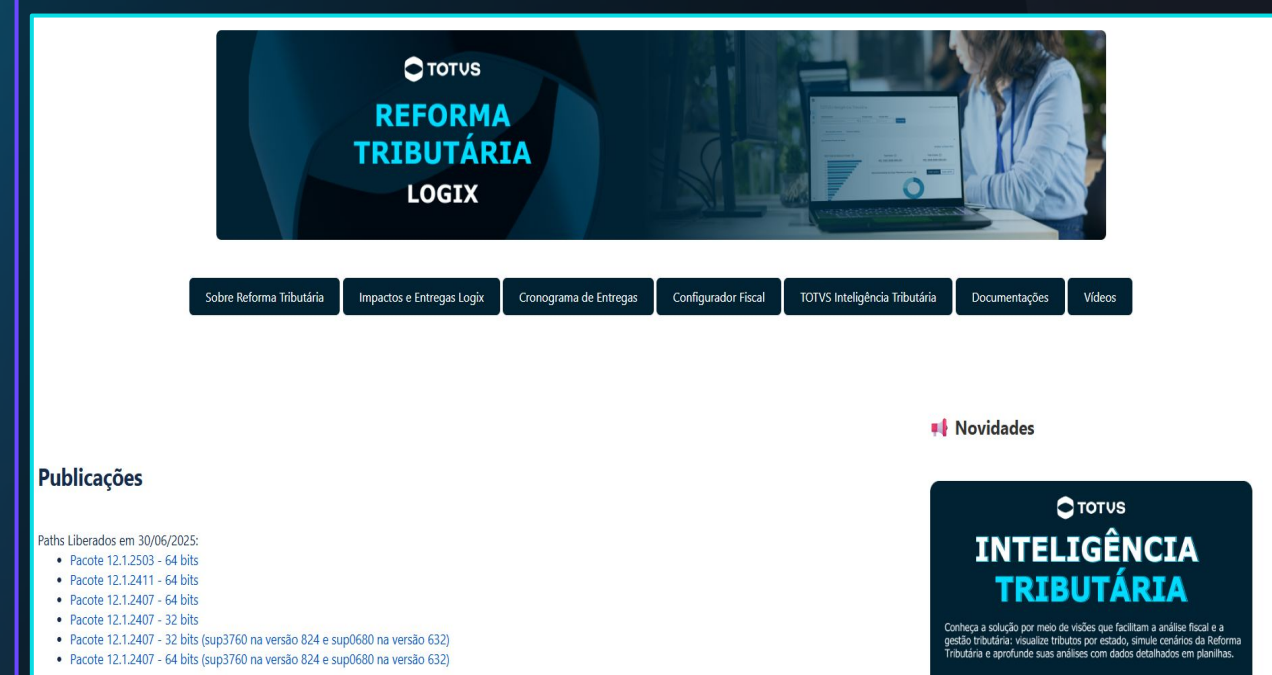 TOTVS
REFORMA
TRIBUTÁRIA
LOGIX
Sobre Reforma Tributária
Impactos e Entregas Logix
Cronograma de Entregas
Configurador Fiscal
TOTVS Inteligência Tributária
Documentações
Vídeos
Novidades
Publicações
Paths Liberados em 30/06/2025:
• Pacote 12.1.2503 - 64 bits
• Pacote 12.1.2411 - 64 bits
• Pacote 12.1.2407 - 64 bits
• Pacote 12.1.2407 - 32 bits
• Pacote 12.1.2407 - 32 bits (sup3760 na versão 824 e sup0680 na versão 632)
• Pacote 12.1.2407 - 64 bits (sup3760 na versão 824 e sup0680 na versão 632)
TOTVS
INTELIGÊNCIA
TRIBUTÁRIA
Conheça a solução por meio de visões que facilitam a análise fiscal e a
gestão tributária: visualize tributos por estado, simule cenários da Reforma
Tributária e aprofunde suas análises com dados detalhados em planilhas.